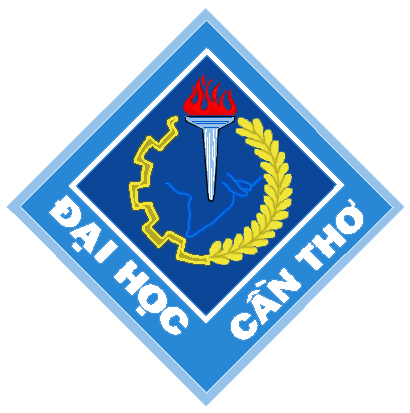 ĐẠI HỌC
CẦN THƠ